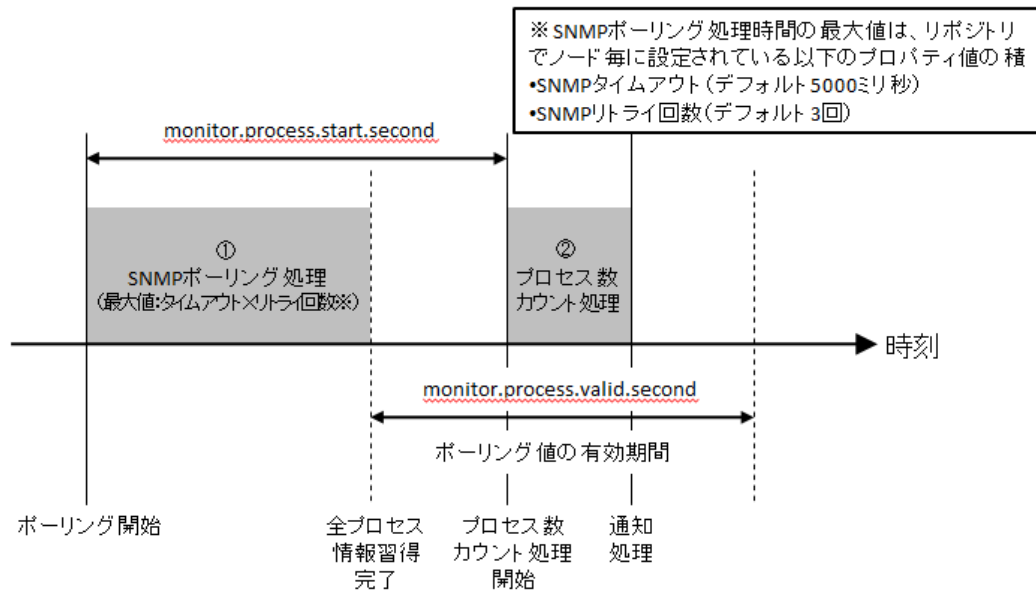 ※SNMPポーリング処理時間の最大値は、リポジトリ
でノード毎に設定されている以下のプロパティ値の積
•SNMPタイムアウト(デフォルト5000ミリ秒)
•SNMPリトライ回数(デフォルト3回)
monitor.process.start.second
①
SNMPポーリング処理
(最大値:タイムアウト×リトライ回数※)
②
プロセス数
カウント処理
時刻
monitor.process.valid.second
ポーリング値の有効期間
ポーリング開始
全プロセス
情報習得
完了
プロセス数
カウント処理
開始
通知
処理